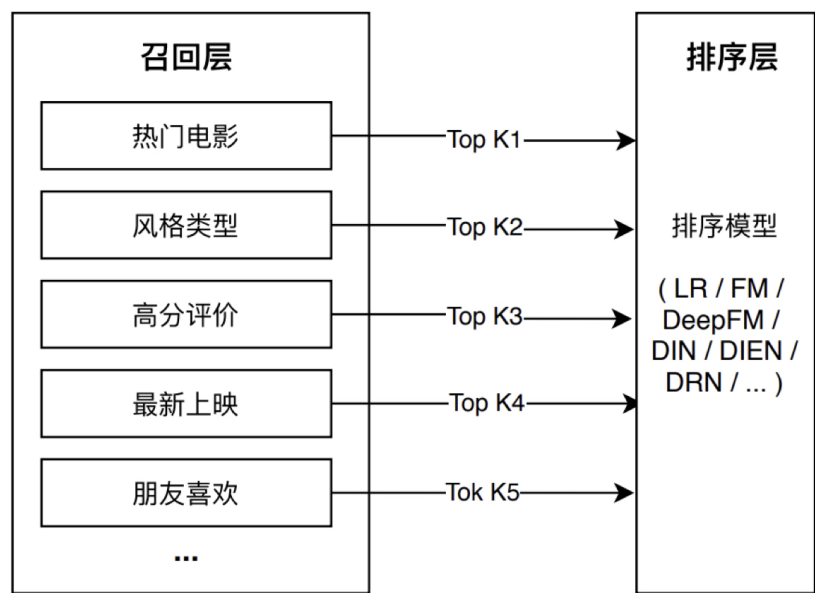 召回层
热门电影
风格类型
高分评价
最新上映
朋友喜欢
...
Top K1
Top K2
Top K3
Top K4
Tok K5
排序层
排序模型
( LR / FM /
DeepFM /
DIN / DIEN /
DRN / ... )